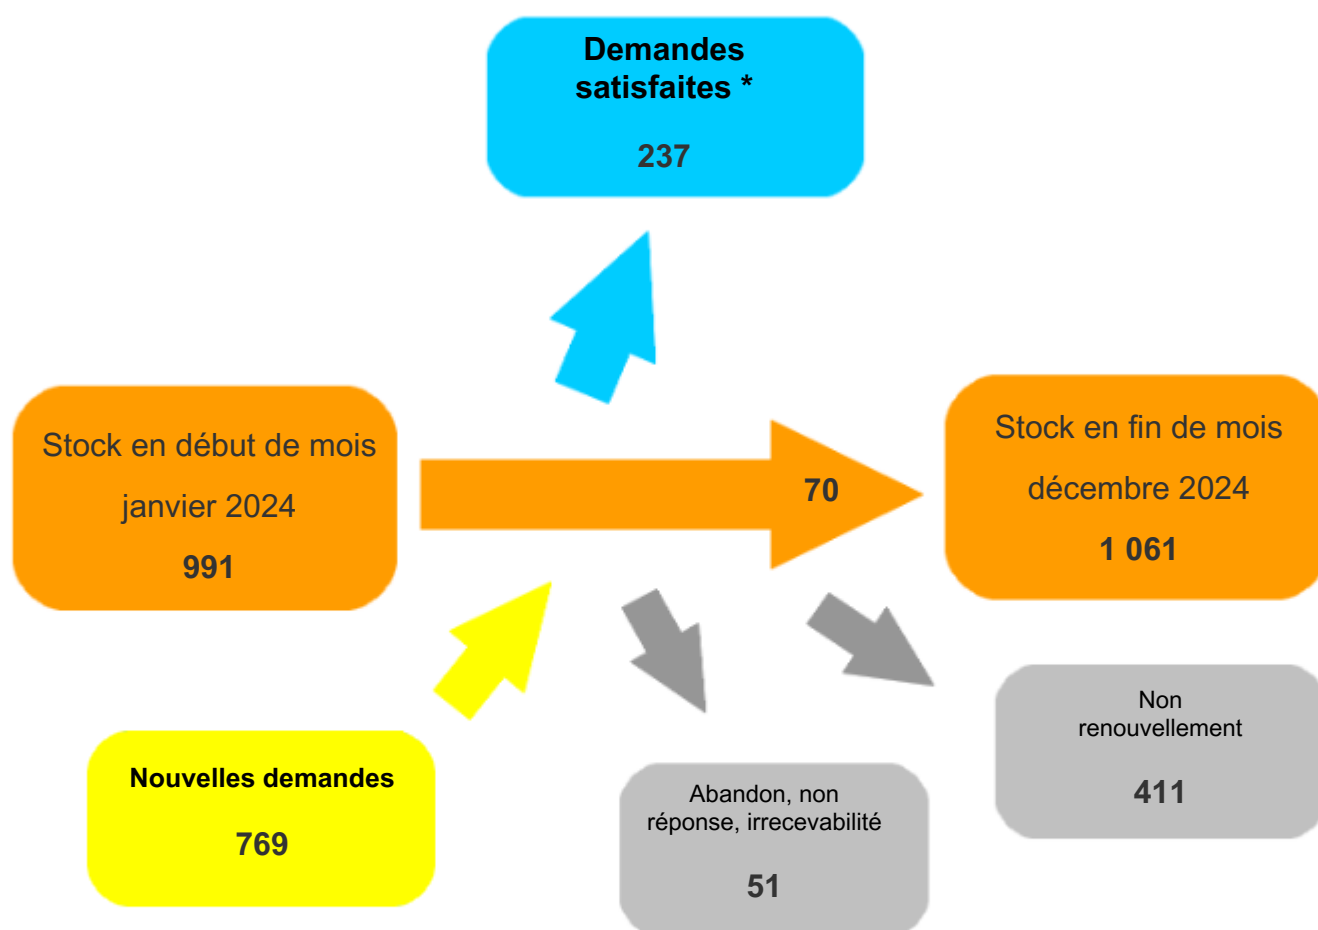 Demandes
satisfaites *
237
Stock en début de mois
janvier 2024
991
70
Stock en fin de mois
décembre 2024
1 061
Nouvelles demandes
769
Abandon, non
réponse, irrecevabilité
51
Non
renouvellement
411